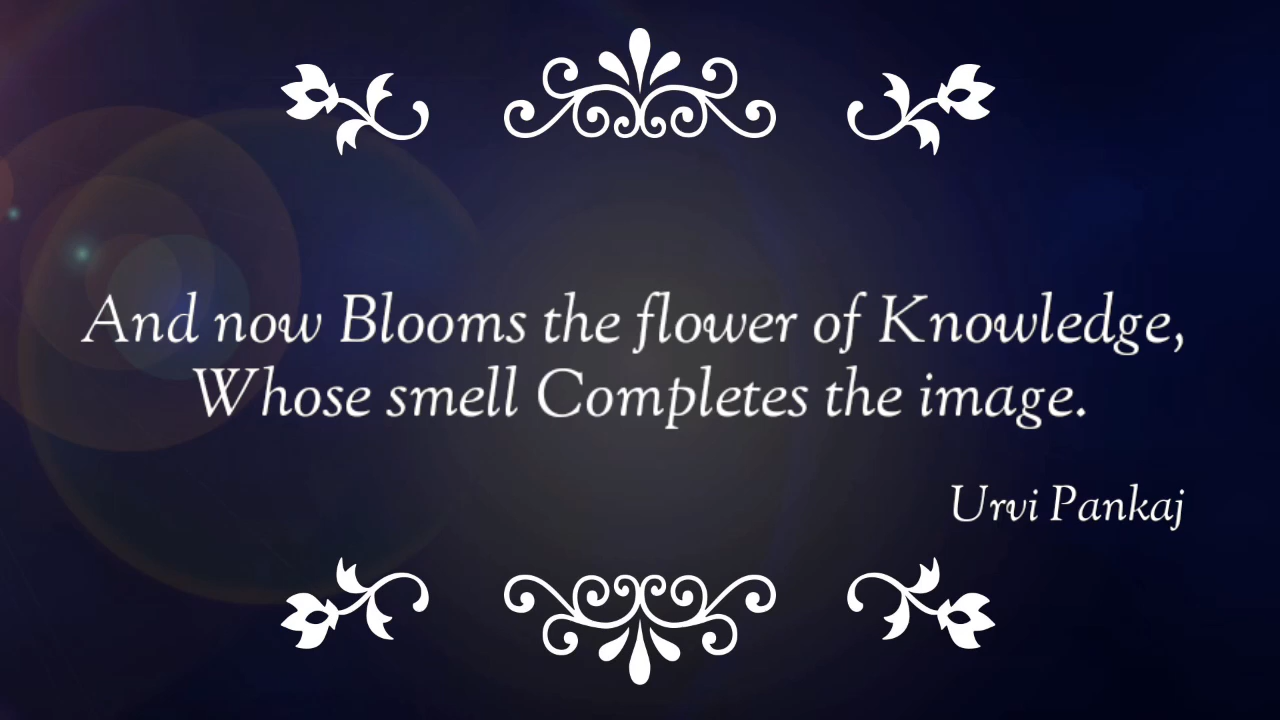 And now Blooms the flower of Knowledge,
Whose smell Completes the image.
Urvi Pankaj